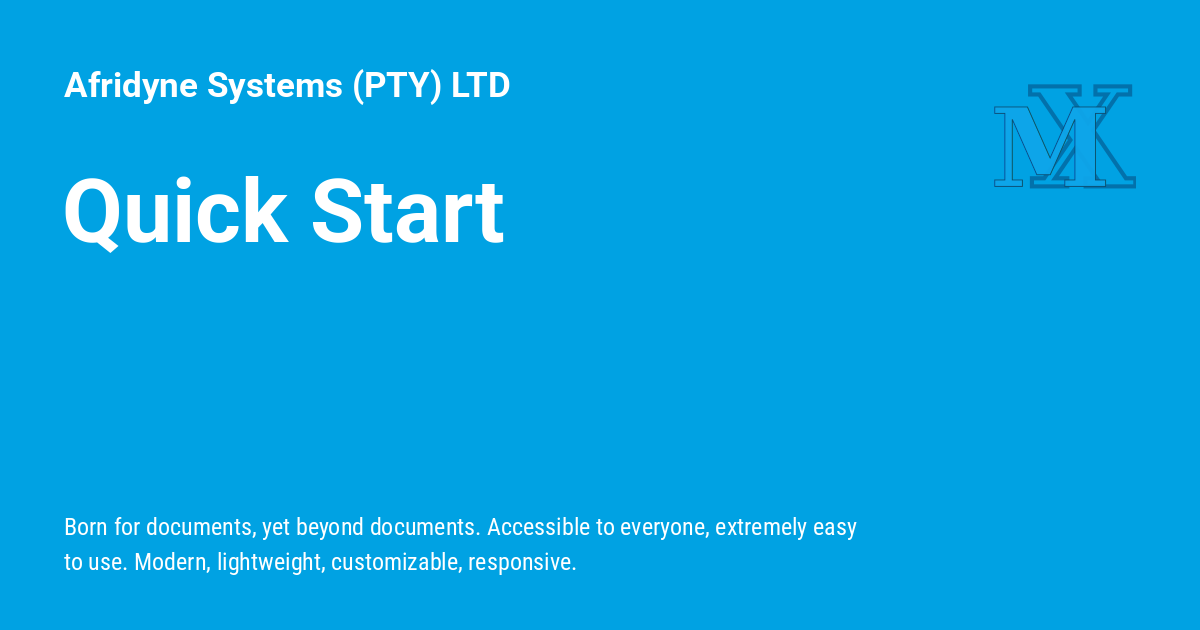 Afridyne Systems (PTY) LTD
MX
Quick Start
Born for documents, yet beyond documents. Accessible to everyone, extremely easy
to use. Modern, lightweight, customizable, responsive.